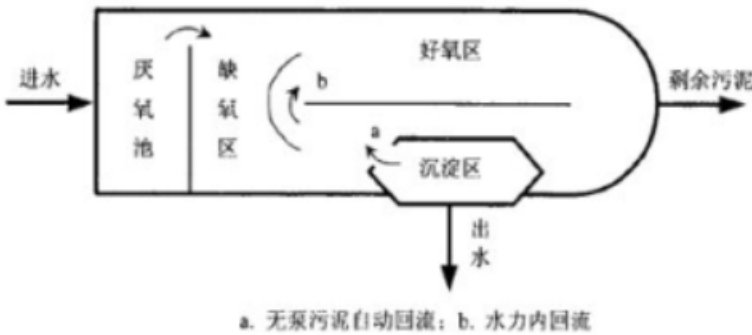 进水
厌氧池
缺氧区
b
好氧区
剩余污泥
a
沉淀区
出水
a. 无泵污泥自动回流；b. 水力内回流